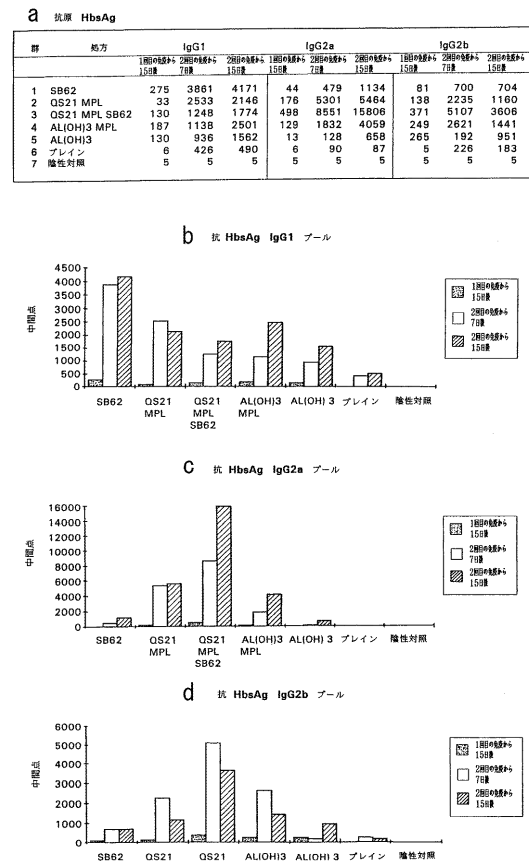 a 抗原 HbsAg
群 処方 IgG1 IgG2a IgG2b
1回目の免疫から 2回目の免疫から 2回目の免疫から 1回目の免疫から 2回目の免疫から 2回目の免疫から 1回目の免疫から 2回目の免疫から 2回目の免疫から
15日後 7日後 15日後 15日後 7日後 15日後 15日後 7日後 15日後
1 SB62 275 3861 4171 44 479 1134 81 700 704
2 QS21 MPL 33 2533 2146 176 5301 5464 138 2235 1160
3 QS21 MPL SB62 130 1248 1774 498 8551 15806 371 5107 3606
4 AL(OH)3 MPL 187 1138 2501 129 1832 4059 249 2621 1441
5 AL(OH)3 130 936 1562 13 128 658 265 192 951
6 プレイン 6 426 490 6 90 87 5 226 183
7 陰性対照 5 5 5 5 5 5 5 5 5
b 抗 HbsAg IgG1 プール
4500
4000
3500
3000
2500
2000
1500
1000
500
0
中間点
SB62 QS21 QS21 AL(OH)3 AL(OH) 3 プレイン 陰性対照
MPL MPL MPL
SB62
1回目の免疫から
15日後
2回目の免疫から
7日後
2回目の免疫から
15日後
c 抗 HbsAg IgG2a プール
16000
14000
12000
10000
8000
6000
4000
2000
0
中間点
SB62 QS21 QS21 AL(OH)3 AL(OH) 3 プレイン 陰性対照
MPL MPL MPL
SB62
1回目の免疫から
15日後
2回目の免疫から
7日後
2回目の免疫から
15日後
d 抗 HbsAg IgG2b プール
6000
5000
4000
3000
2000
1000
0
中間点
SB62 QS21 QS21 AL(OH)3 AL(OH) 3 プレイン 陰性対照
1回目の免疫から
15日後
2回目の免疫から
7日後
2回目の免疫から
15日後